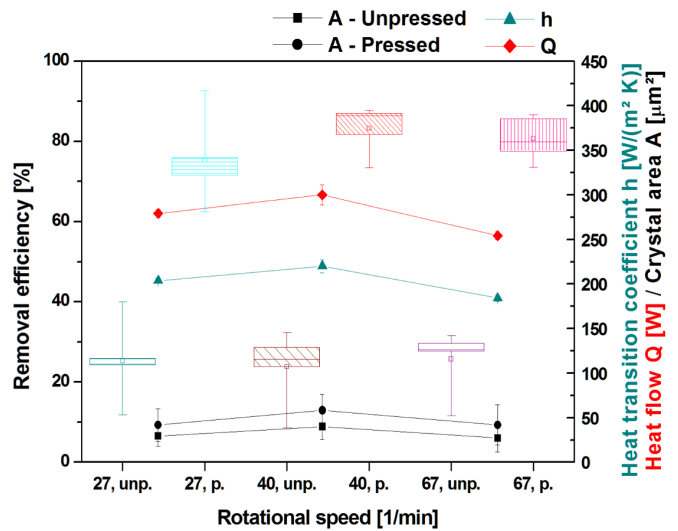 A - Unpressed
h
A - Pressed
Q
100
80
60
40
20
0
450
400
350
300
250
200
150
100
50
0
Removal efficiency [%]
Heat transition coefficient h [W/(m² K)]
Heat flow Q [W] / Crystal area A [µm²]
27, unp.
27, p.
40, unp.
40, p.
67, unp.
67, p.
Rotational speed [1/min]